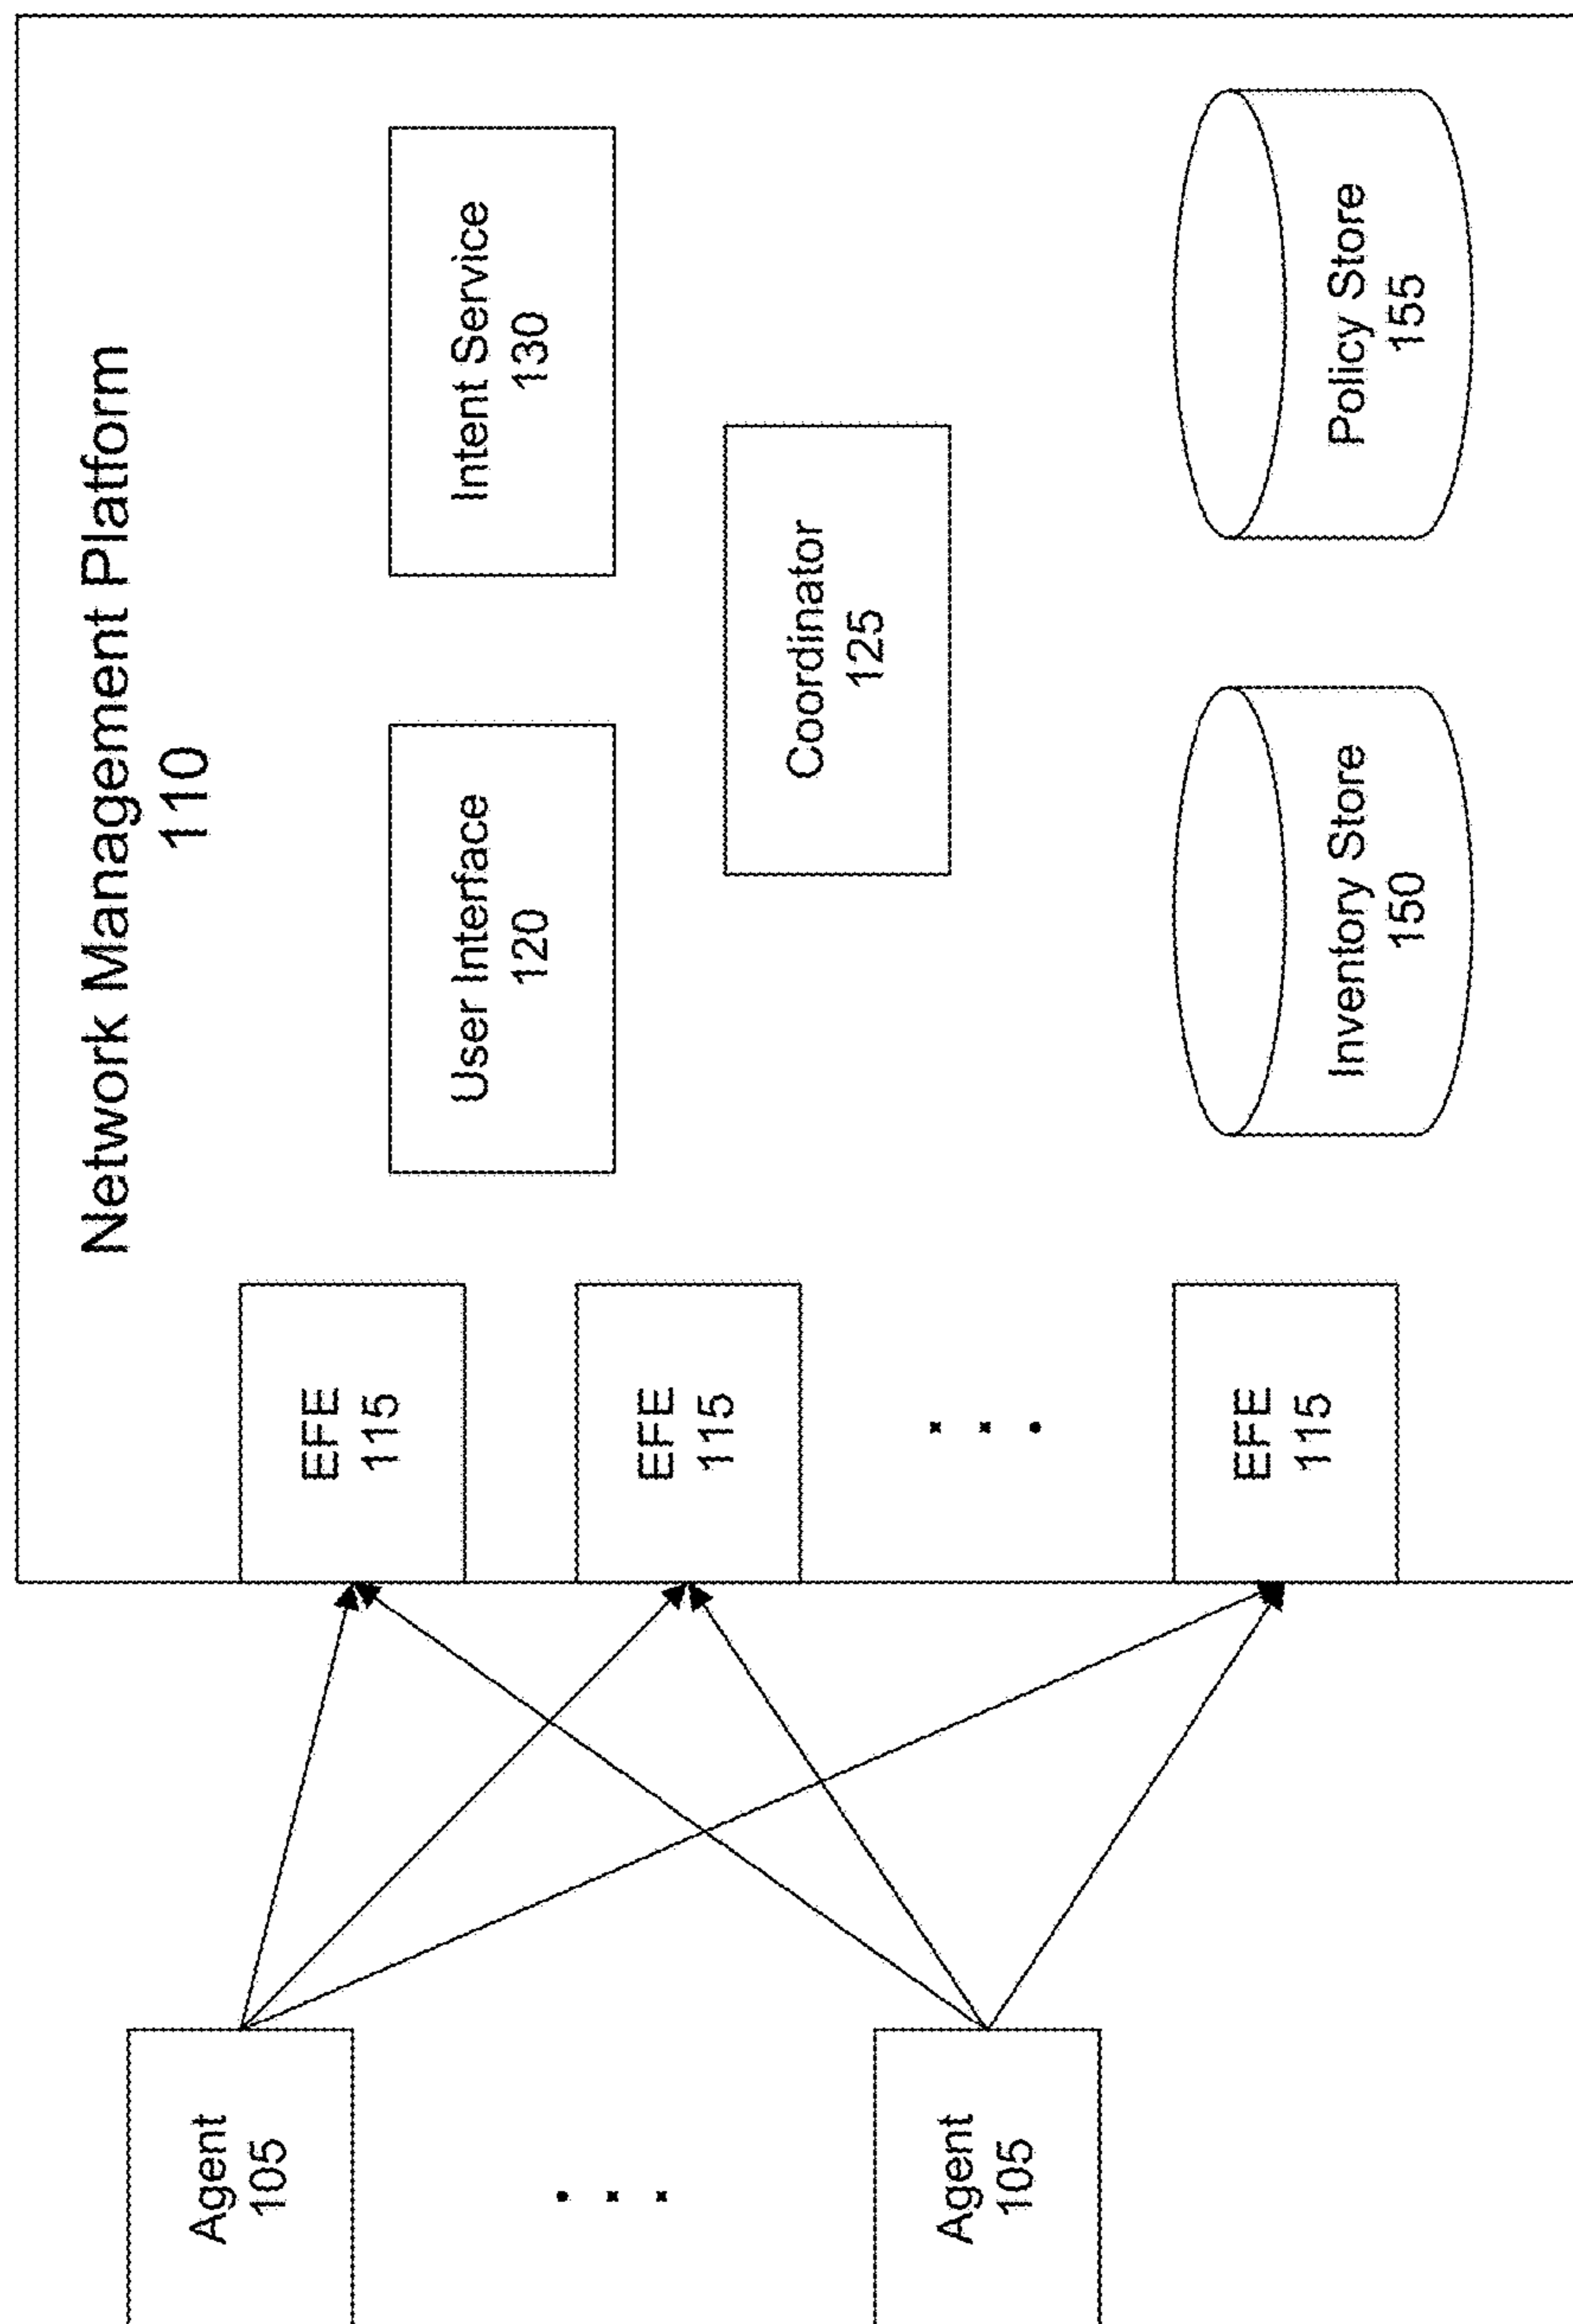 Network Management Platform
110
Agent
105
Agent
105
EFE
115
EFE
115
EFE
115
User Interface
120
Intent Service
130
Coordinator
125
Inventory Store
150
Policy Store
155